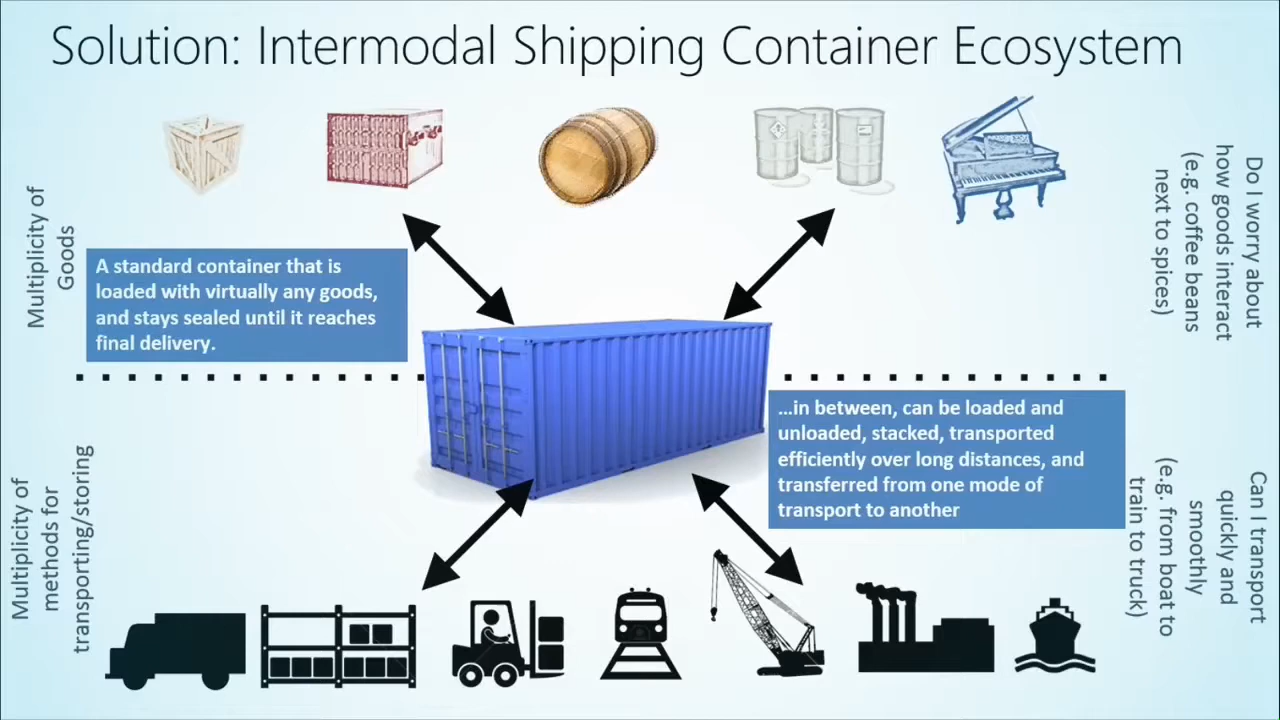 Solution: Intermodal Shipping Container Ecosystem
Multiplicity of
Goods
A standard container that is
loaded with virtually any goods,
and stays sealed until it reaches
final delivery.
Do I worry about
how goods interact
(e.g. coffee beans
next to spices)
Multiplicity of
methods for
transporting/storing
...in between, can be loaded and
unloaded, stacked, transported
efficiently over long distances, and
transferred from one mode of
transport to another
Can I transport
quickly and
smoothly
(e.g. from boat to
train to truck)